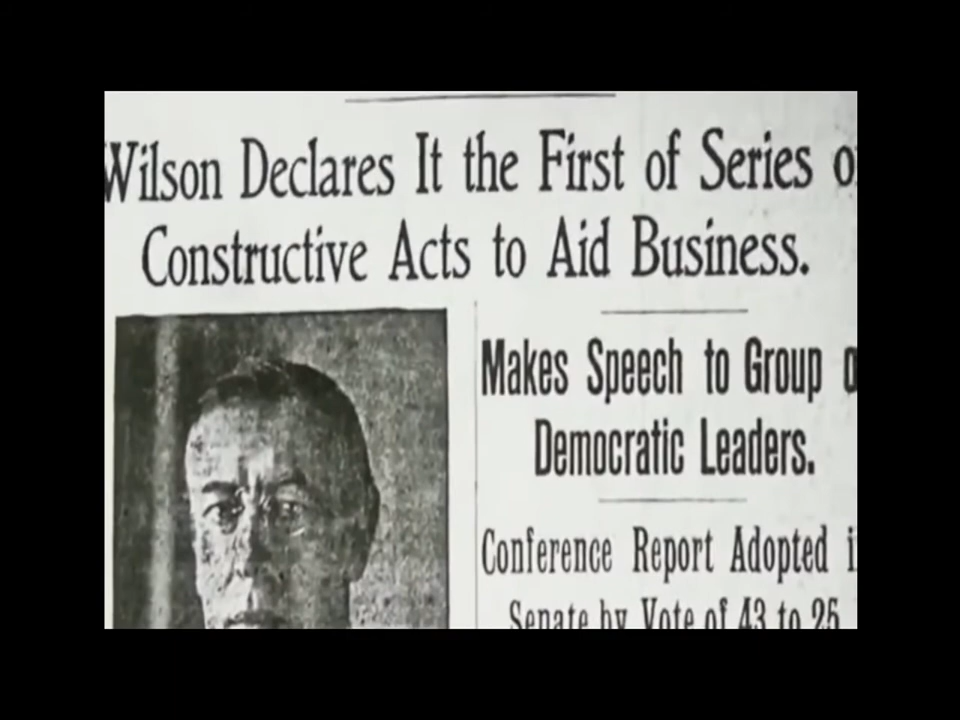 Wilson Declares It the First of Series
Constructive Acts to Aid Business.
Makes Speech to Group
Democratic Leaders.
Conference Report Adopted
Senate by Vote of 43 to 25